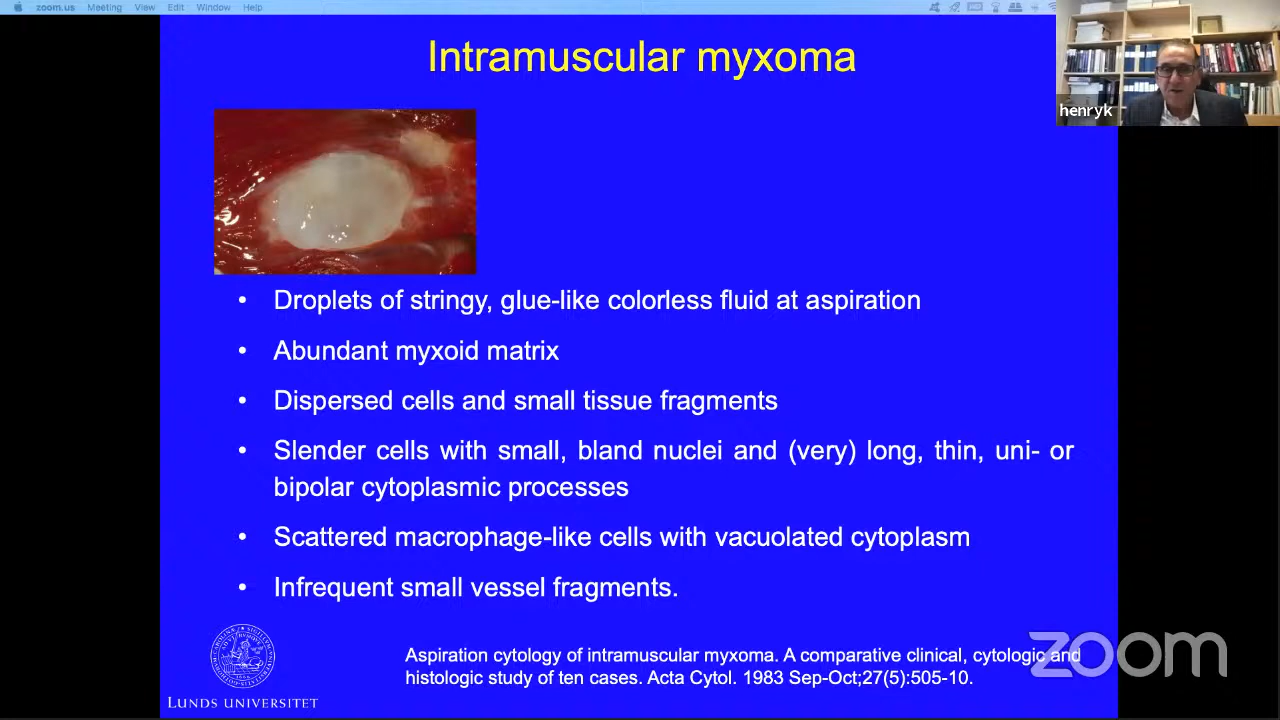 zoom.us Meeting View Edit Window Help
Intramuscular myxoma
henryk
• Droplets of stringy, glue-like colorless fluid at aspiration
• Abundant myxoid matrix
• Dispersed cells and small tissue fragments
• Slender cells with small, bland nuclei and (very) long, thin, uni- or
bipolar cytoplasmic processes
• Scattered macrophage-like cells with vacuolated cytoplasm
• Infrequent small vessel fragments.
Aspiration cytology of intramuscular myxoma. A comparative clinical, cytologic and
histologic study of ten cases. Acta Cytol. 1983 Sep-Oct;27(5):505-10.
zoom
LUNDS UNIVERSITET